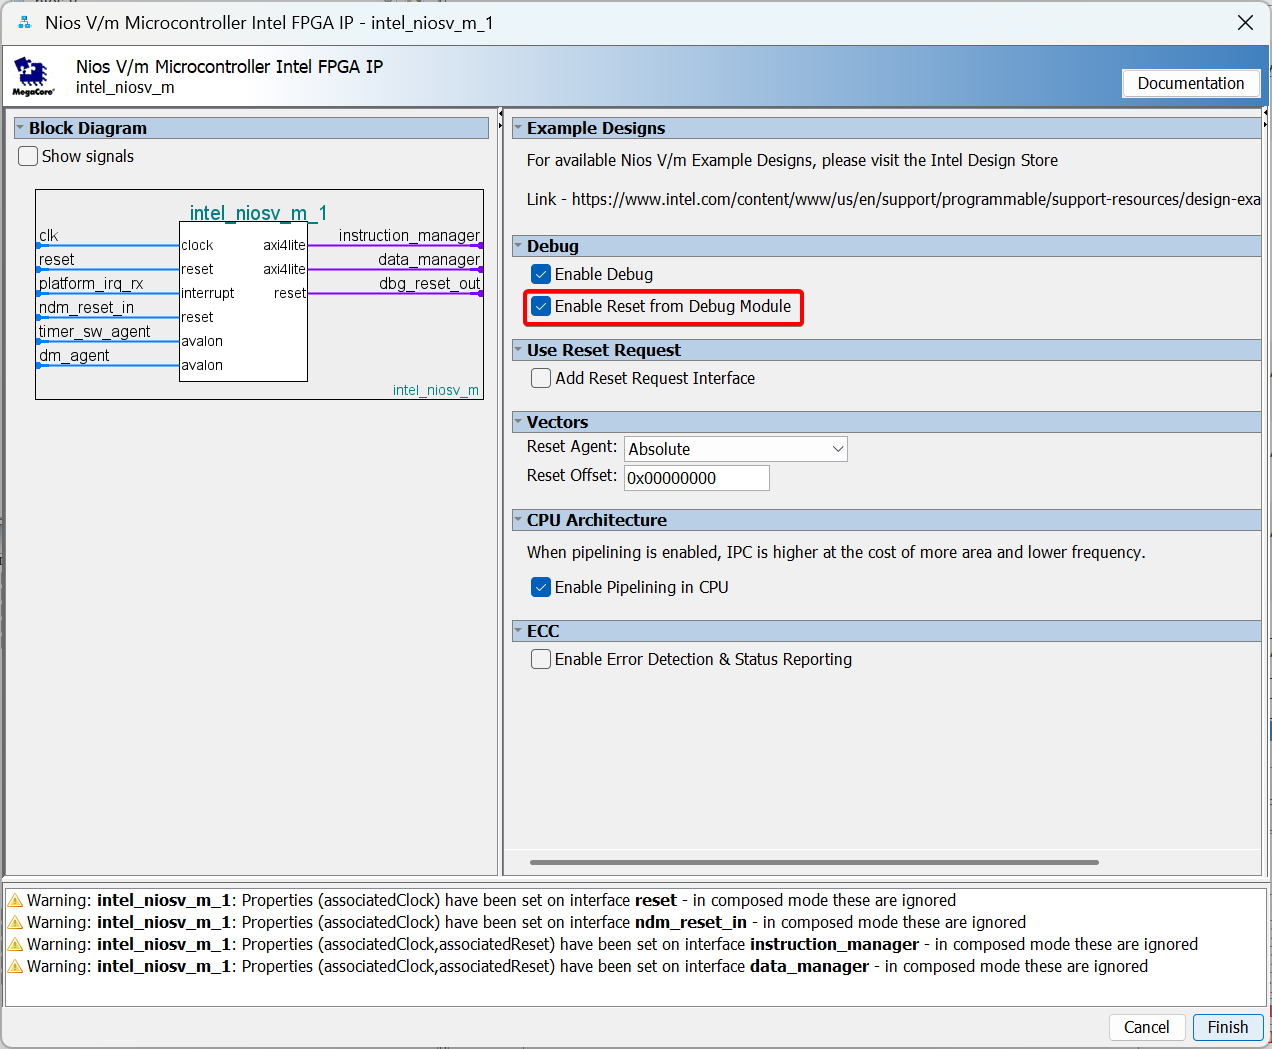 Nios V/m Microcontroller Intel FPGA IP - intel_niosv_m_1
Nios V/m Microcontroller Intel FPGA IP
intel_niosv_m
MegaCore®
Documentation
Block Diagram
Show signals
intel_niosv_m_1
clk
clock
axi4lite
instruction_manager
reset
reset
axi4lite
data_manager
platform_irq_rx
interrupt
reset
dbg_reset_out
ndm_reset_in
reset
timer_sw_agent
avalon
dm_agent
avalon
intel_niosv_m
Example Designs
For available Nios V/m Example Designs, please visit the Intel Design Store
Link - https://www.intel.com/content/www/us/en/support/programmable/support-resources/design-exa
Debug
Enable Debug
Enable Reset from Debug Module
Use Reset Request
Add Reset Request Interface
Vectors
Reset Agent: Absolute
Reset Offset: 0x00000000
CPU Architecture
When pipelining is enabled, IPC is higher at the cost of more area and lower frequency.
Enable Pipelining in CPU
ECC
Enable Error Detection & Status Reporting
Warning: intel_niosv_m_1: Properties (associatedClock) have been set on interface reset - in composed mode these are ignored
Warning: intel_niosv_m_1: Properties (associatedClock) have been set on interface ndm_reset_in - in composed mode these are ignored
Warning: intel_niosv_m_1: Properties (associatedClock,associatedReset) have been set on interface instruction_manager - in composed mode these are ignored
Warning: intel_niosv_m_1: Properties (associatedClock,associatedReset) have been set on interface data_manager - in composed mode these are ignored
Cancel
Finish